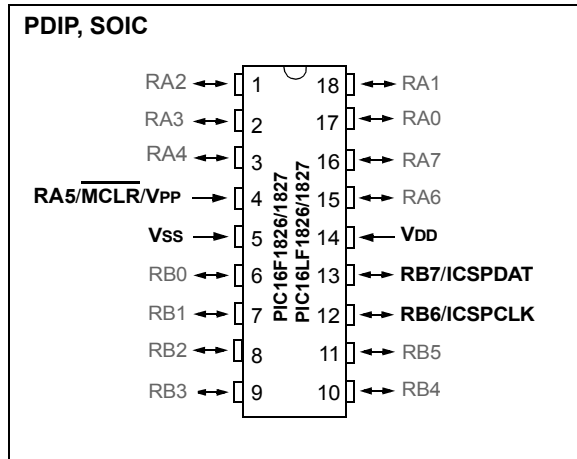 PDIP, SOIC
RA2 1 18 RA1
RA3 2 17 RA0
RA4 3 16 RA7
RA5/MCLR/VPP 4 15 RA6
VSS 5 14 VDD
RB0 6 13 RB7/ICSPDAT
RB1 7 12 RB6/ICSPCLK
RB2 8 11 RB5
RB3 9 10 RB4
PIC16F1826/1827
PIC16LF1826/1827